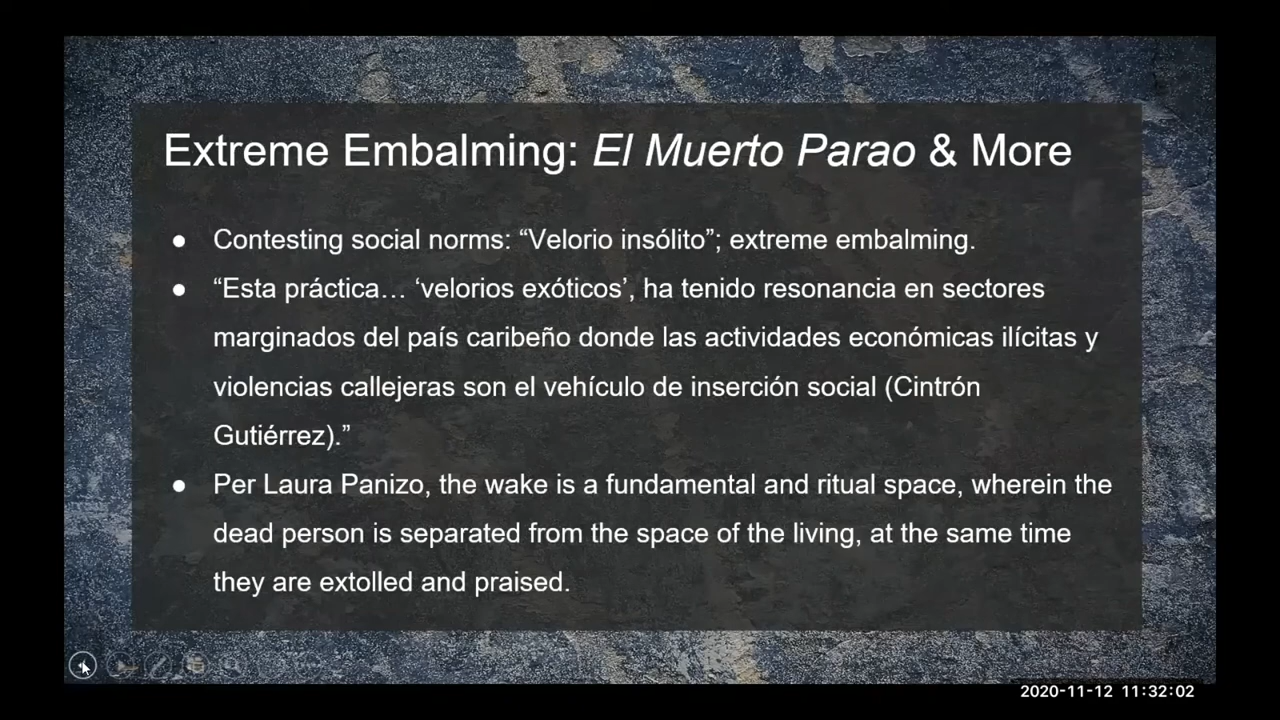 Extreme Embalming: El Muerto Parao & More
● Contesting social norms: “Velorio insólito”; extreme embalming.
● “Esta práctica… ‘velorios exóticos’, ha tenido resonancia en sectores
marginados del país caribeño donde las actividades económicas ilícitas y
violencias callejeras son el vehículo de inserción social (Cintrón
Gutiérrez).”
● Per Laura Panizo, the wake is a fundamental and ritual space, wherein the
dead person is separated from the space of the living, at the same time
they are extolled and praised.
2020-11-12 11:32:02